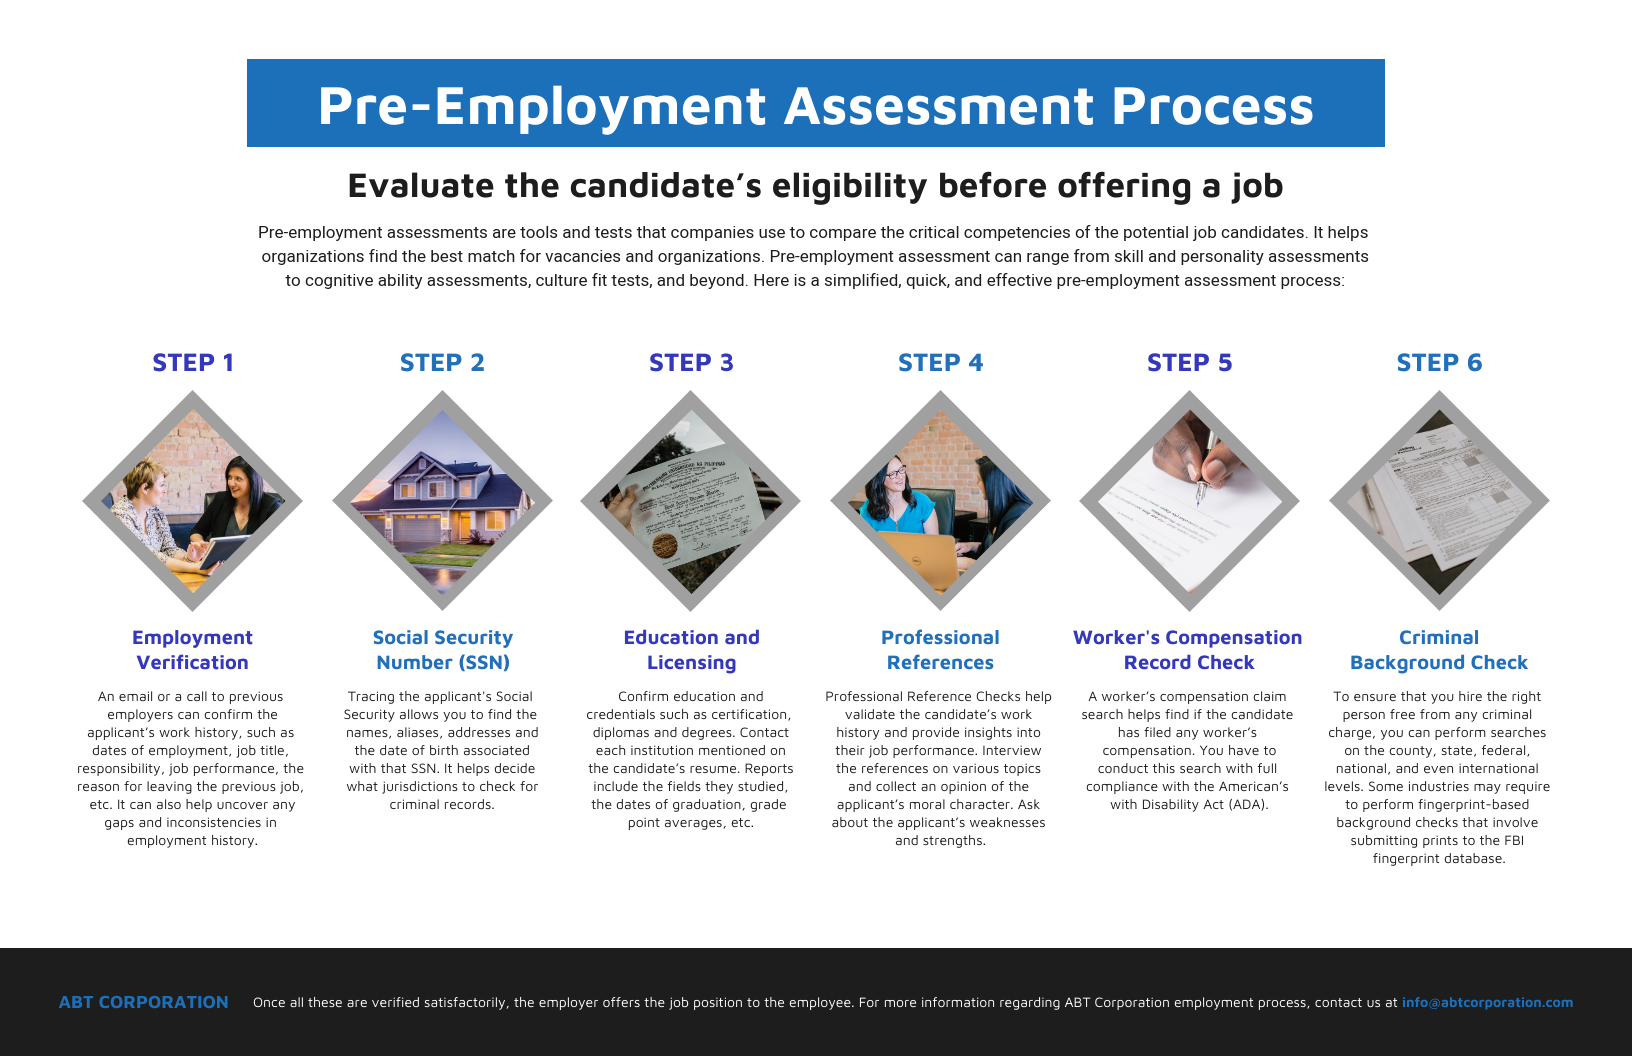 Pre-Employment Assessment Process
Evaluate the candidate’s eligibility before offering a job
Pre-employment assessments are tools and tests that companies use to compare the critical competencies of the potential job candidates. It helps
organizations find the best match for vacancies and organizations. Pre-employment assessment can range from skill and personality assessments
to cognitive ability assessments, culture fit tests, and beyond. Here is a simplified, quick, and effective pre-employment assessment process:
STEP 1
Employment
Verification
An email or a call to previous
employers can confirm the
applicant’s work history, such as
dates of employment, job title,
responsibility, job performance, the
reason for leaving the previous job,
etc. It can also help uncover any
gaps and inconsistencies in
employment history.
STEP 2
Social Security
Number (SSN)
Tracing the applicant's Social
Security allows you to find the
names, aliases, addresses and
the date of birth associated
with that SSN. It helps decide
what jurisdictions to check for
criminal records.
STEP 3
Education and
Licensing
Confirm education and
credentials such as certification,
diplomas and degrees. Contact
each institution mentioned on
the candidate’s resume. Reports
include the fields they studied,
the dates of graduation, grade
point averages, etc.
STEP 4
Professional
References
Professional Reference Checks help
validate the candidate’s work
history and provide insights into
their job performance. Interview
the references on various topics
and collect an opinion of the
applicant’s moral character. Ask
about the applicant’s weaknesses
and strengths.
STEP 5
Worker's Compensation
Record Check
A worker’s compensation claim
search helps find if the candidate
has filed any worker’s
compensation. You have to
conduct this search with full
compliance with the American’s
with Disability Act (ADA).
STEP 6
Criminal
Background Check
To ensure that you hire the right
person free from any criminal
charge, you can perform searches
on the county, state, federal,
national, and even international
levels. Some industries may require
to perform fingerprint-based
background checks that involve
submitting prints to the FBI
fingerprint database.
ABT CORPORATION
Once all these are verified satisfactorily, the employer offers the job position to the employee. For more information regarding ABT Corporation employment process, contact us at info@abtcorporation.com